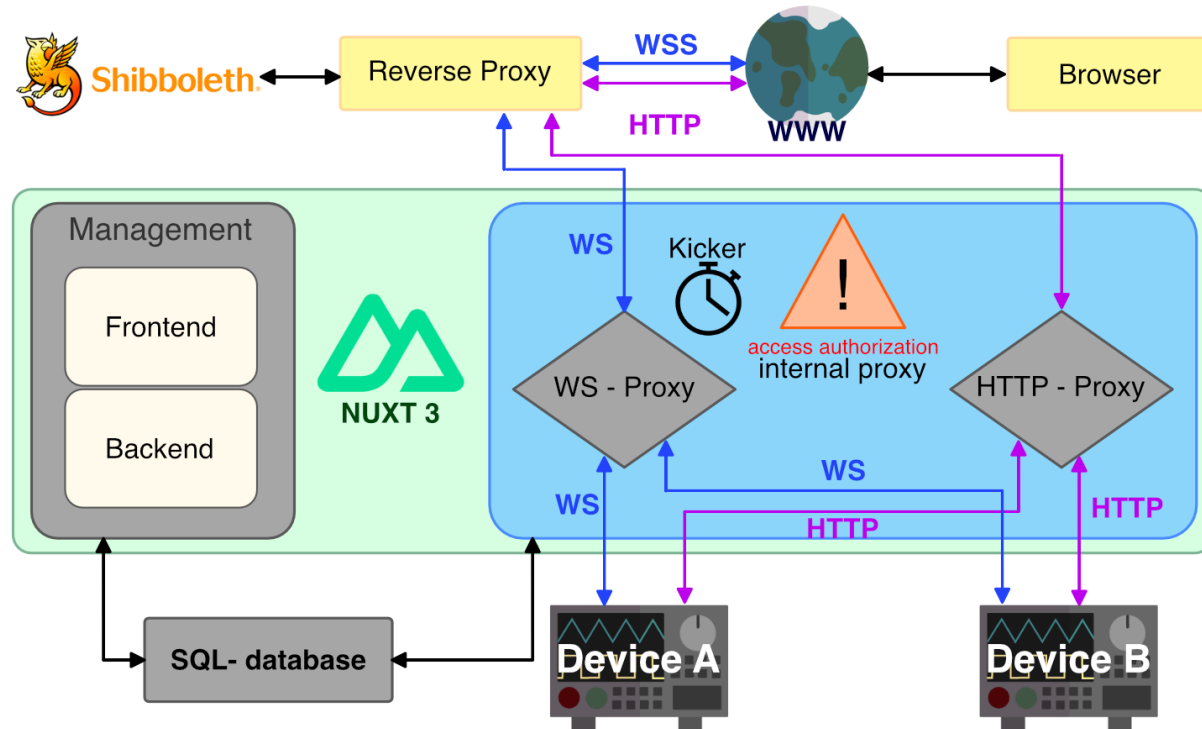 Shibboleth®
Reverse Proxy
WSS
HTTP
WWW
Browser
Management
Frontend
Backend
NUXT 3
WS
Kicker
!
access authorization
internal proxy
WS - Proxy
HTTP - Proxy
WS
WS
HTTP
HTTP
SQL- database
Device A
Device B